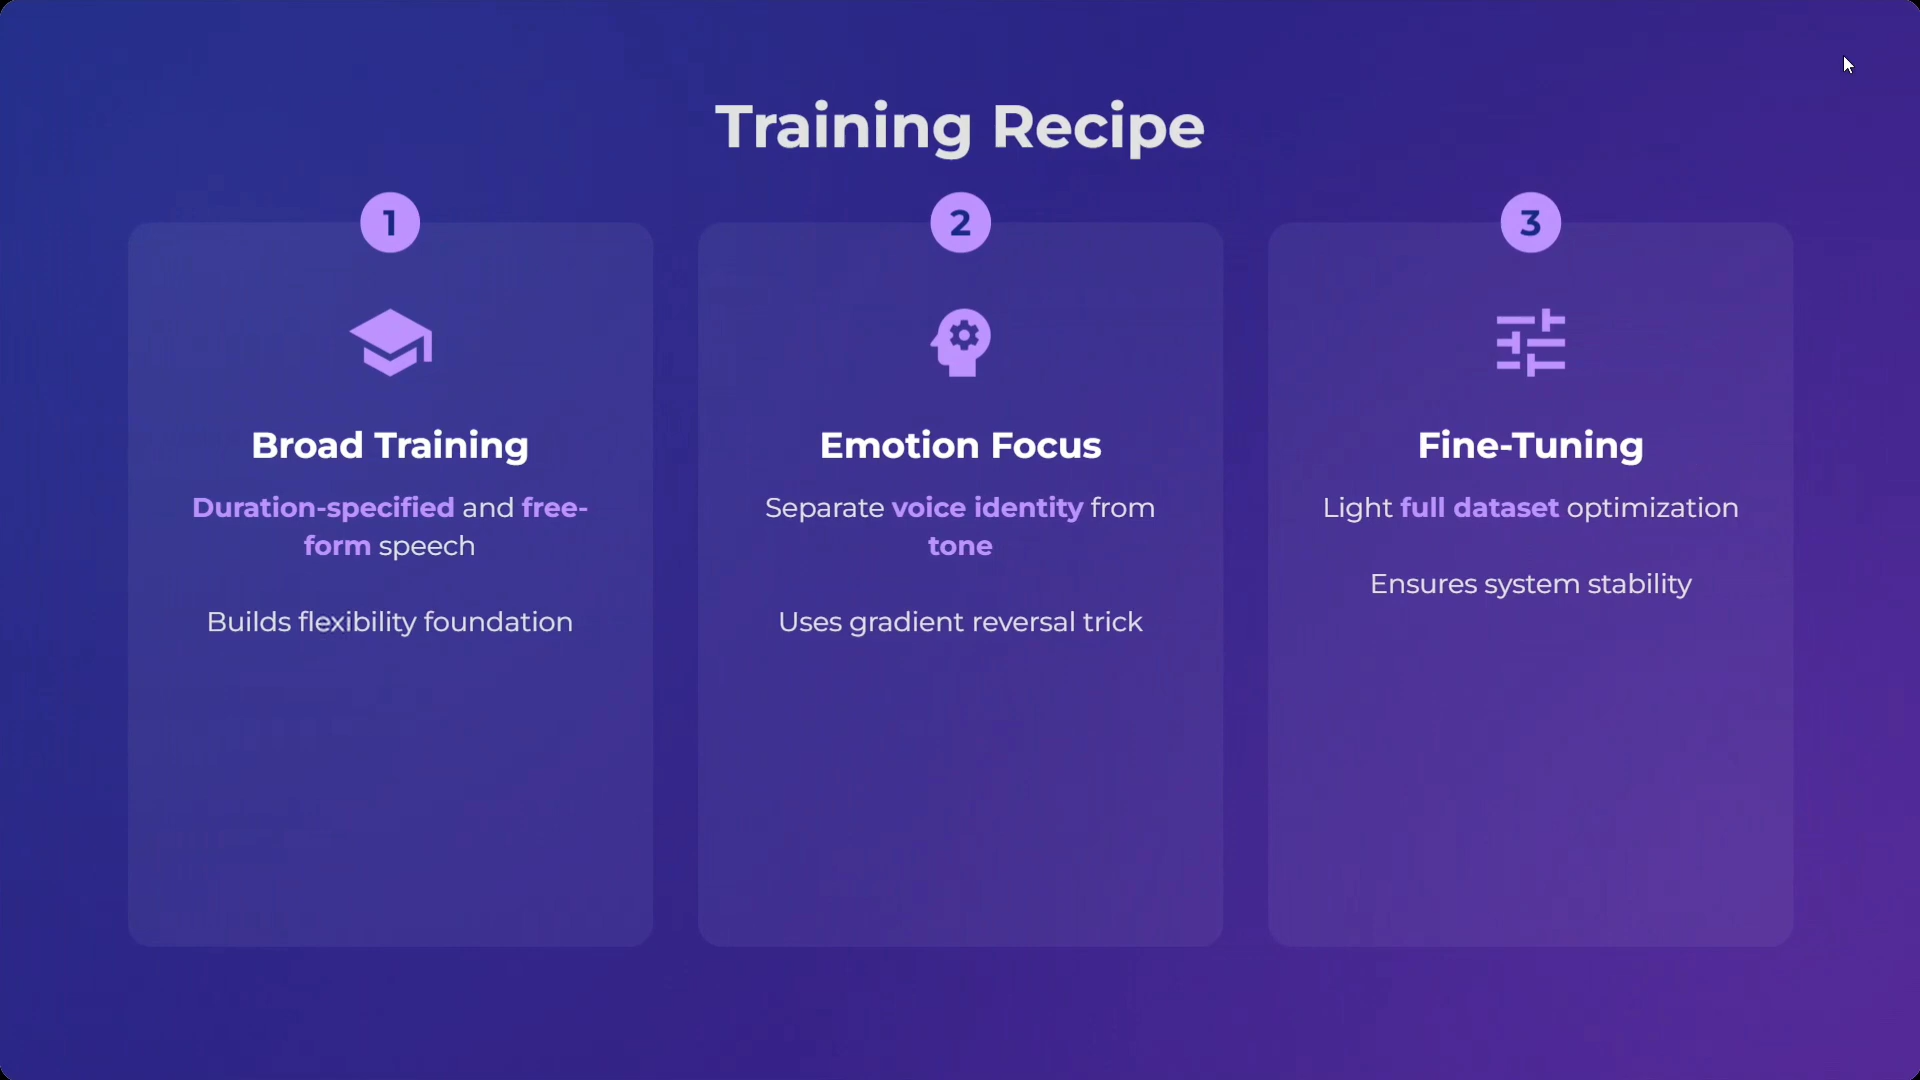 Training Recipe
1
Broad Training
Duration-specified and free-
form speech
Builds flexibility foundation
2
Emotion Focus
Separate voice identity from
tone
Uses gradient reversal trick
3
Fine-Tuning
Light full dataset optimization
Ensures system stability